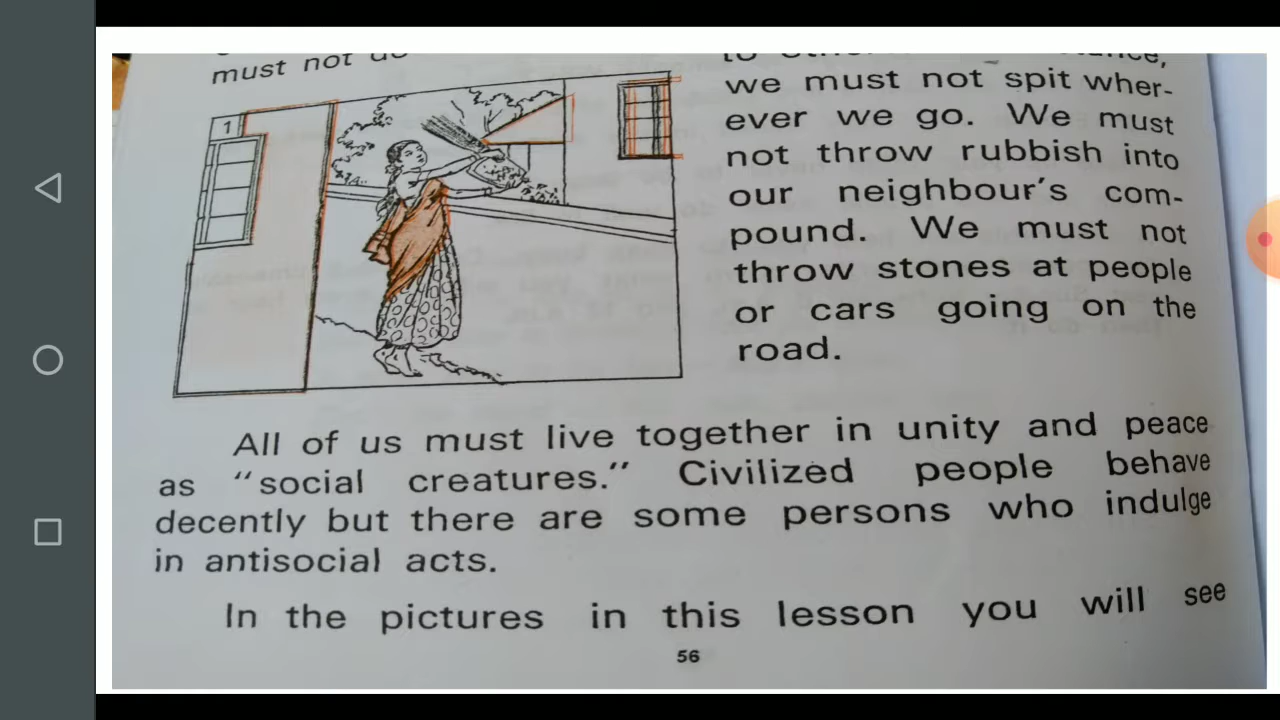 must not do
1
we must not spit wher-
ever we go. We must
not throw rubbish into
our neighbour's com-
pound. We must not
throw stones at people
or cars going on the
road.
All of us must live together in unity and peace
as "social creatures." Civilized people behave
decently but there are some persons who indulge
in antisocial acts.
In the pictures in this lesson you will see
56